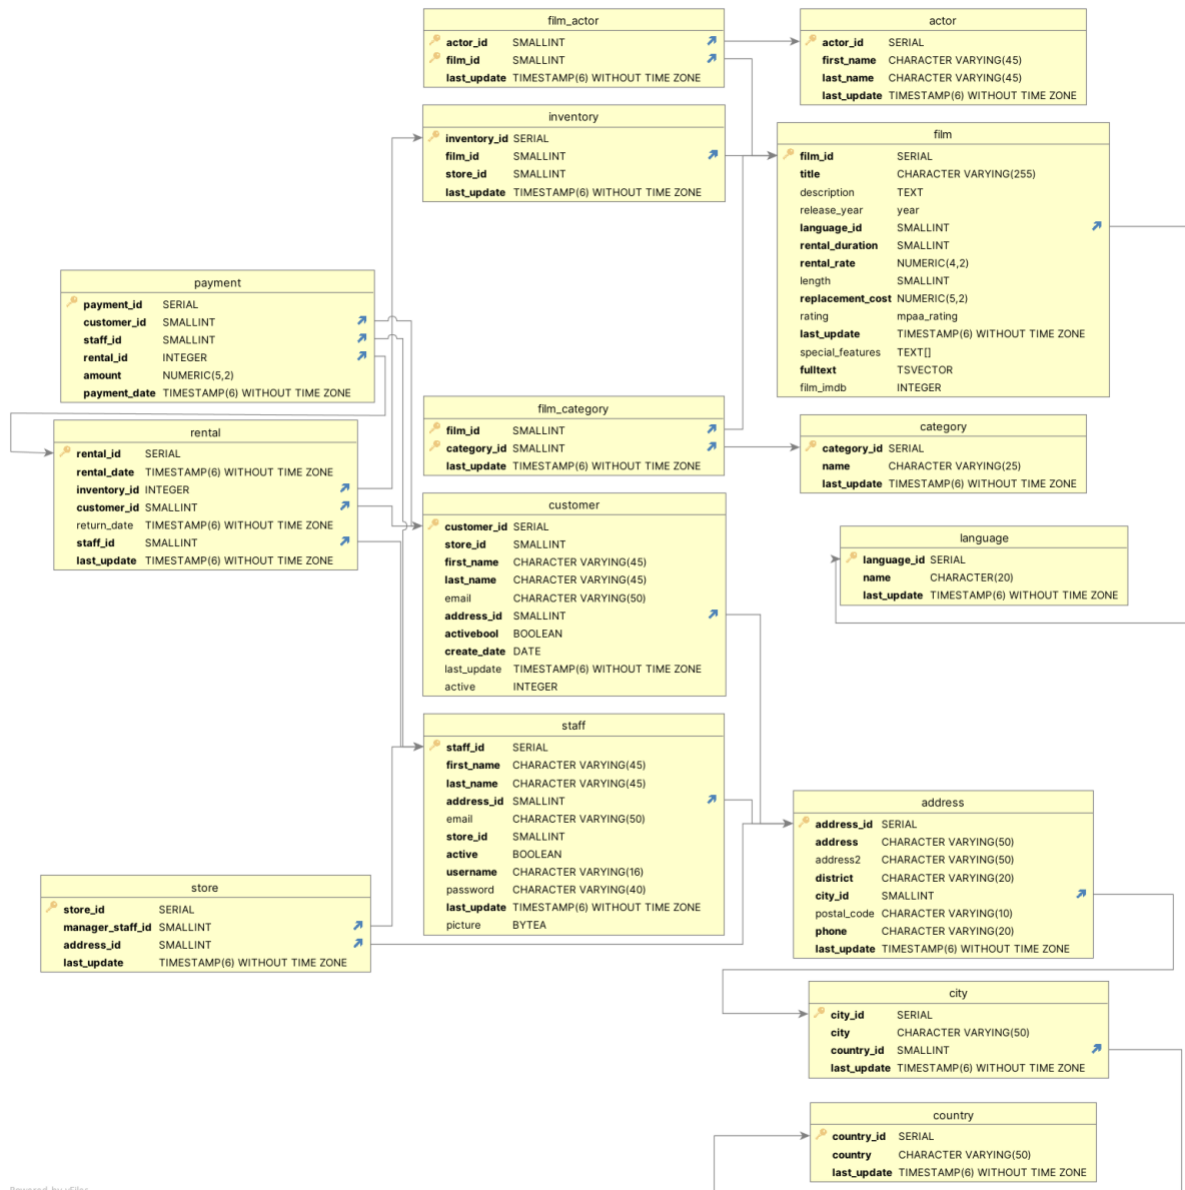 film_actor
actor_id SMALLINT
film_id SMALLINT
last_update TIMESTAMP(6) WITHOUT TIME ZONE
actor
actor_id SERIAL
first_name CHARACTER VARYING(45)
last_name CHARACTER VARYING(45)
last_update TIMESTAMP(6) WITHOUT TIME ZONE
inventory
inventory_id SERIAL
film_id SMALLINT
store_id SMALLINT
last_update TIMESTAMP(6) WITHOUT TIME ZONE
film
film_id SERIAL
title CHARACTER VARYING(255)
description TEXT
release_year year
language_id SMALLINT
rental_duration SMALLINT
rental_rate NUMERIC(4,2)
length SMALLINT
replacement_cost NUMERIC(5,2)
rating mpaa_rating
last_update TIMESTAMP(6) WITHOUT TIME ZONE
special_features TEXT[]
fulltext TSVECTOR
film_imdb INTEGER
payment
payment_id SERIAL
customer_id SMALLINT
staff_id SMALLINT
rental_id INTEGER
amount NUMERIC(5,2)
payment_date TIMESTAMP(6) WITHOUT TIME ZONE
film_category
film_id SMALLINT
category_id SMALLINT
last_update TIMESTAMP(6) WITHOUT TIME ZONE
category
category_id SERIAL
name CHARACTER VARYING(25)
last_update TIMESTAMP(6) WITHOUT TIME ZONE
rental
rental_id SERIAL
rental_date TIMESTAMP(6) WITHOUT TIME ZONE
inventory_id INTEGER
customer_id SMALLINT
return_date TIMESTAMP(6) WITHOUT TIME ZONE
staff_id SMALLINT
last_update TIMESTAMP(6) WITHOUT TIME ZONE
customer
customer_id SERIAL
store_id SMALLINT
first_name CHARACTER VARYING(45)
last_name CHARACTER VARYING(45)
email CHARACTER VARYING(50)
address_id SMALLINT
activebool BOOLEAN
create_date DATE
last_update TIMESTAMP(6) WITHOUT TIME ZONE
active INTEGER
language
language_id SERIAL
name CHARACTER(20)
last_update TIMESTAMP(6) WITHOUT TIME ZONE
staff
staff_id SERIAL
first_name CHARACTER VARYING(45)
last_name CHARACTER VARYING(45)
address_id SMALLINT
email CHARACTER VARYING(50)
store_id SMALLINT
active BOOLEAN
username CHARACTER VARYING(16)
password CHARACTER VARYING(40)
last_update TIMESTAMP(6) WITHOUT TIME ZONE
picture BYTEA
address
address_id SERIAL
address CHARACTER VARYING(50)
address2 CHARACTER VARYING(50)
district CHARACTER VARYING(20)
city_id SMALLINT
postal_code CHARACTER VARYING(10)
phone CHARACTER VARYING(20)
last_update TIMESTAMP(6) WITHOUT TIME ZONE
store
store_id SERIAL
manager_staff_id SMALLINT
address_id SMALLINT
last_update TIMESTAMP(6) WITHOUT TIME ZONE
city
city_id SERIAL
city CHARACTER VARYING(50)
country_id SMALLINT
last_update TIMESTAMP(6) WITHOUT TIME ZONE
country
country_id SERIAL
country CHARACTER VARYING(50)
last_update TIMESTAMP(6) WITHOUT TIME ZONE